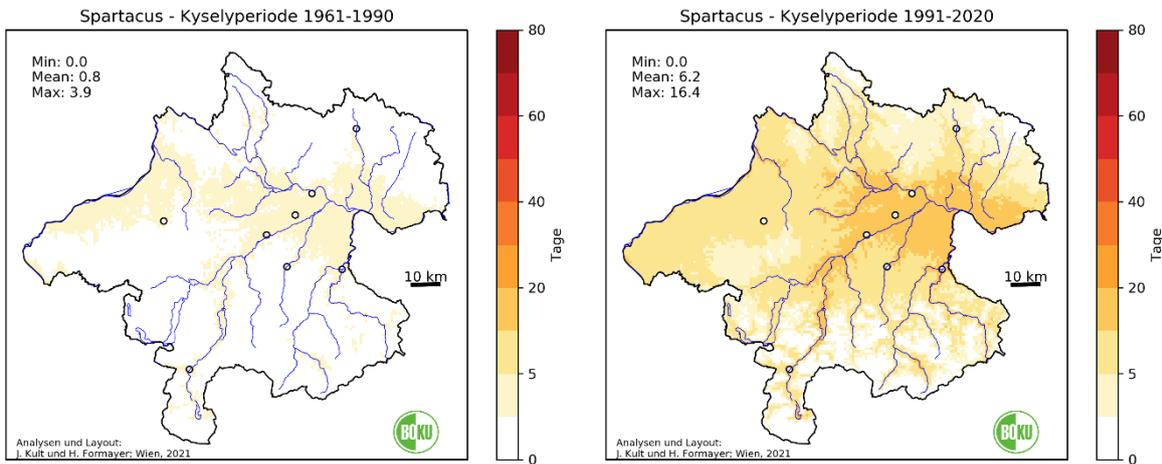 Spartacus - Kyselyperiode 1961-1990
Min: 0.0
Mean: 0.8
Max: 3.9
10 km
Analysen und Layout:
J. Kult und H. Formayer; Wien, 2021
BOKU
80
60
40
20
5
0
Tage
Spartacus - Kyselyperiode 1991-2020
Min: 0.0
Mean: 6.2
Max: 16.4
10 km
Analysen und Layout:
J. Kult und H. Formayer; Wien, 2021
BOKU
80
60
40
20
5
0
Tage